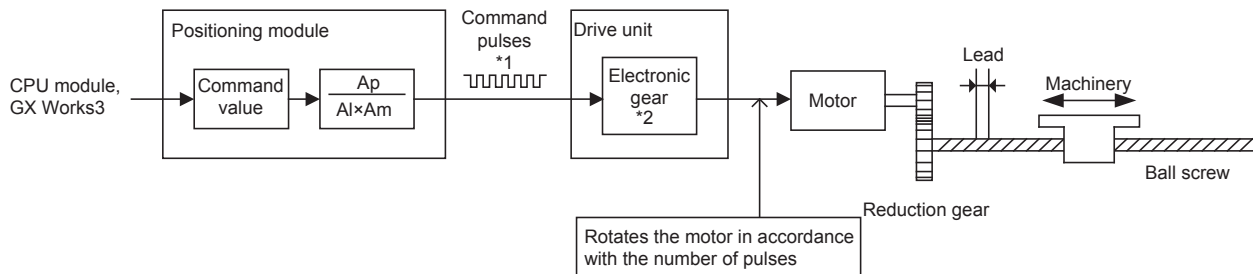 Positioning module
Command
pulses
*1
Drive unit
CPU module,
GX Works3
Command
value
Ap
Al×Am
Electronic
gear
*2
Motor
Lead
Machinery
Ball screw
Reduction gear
Rotates the motor in accordance
with the number of pulses